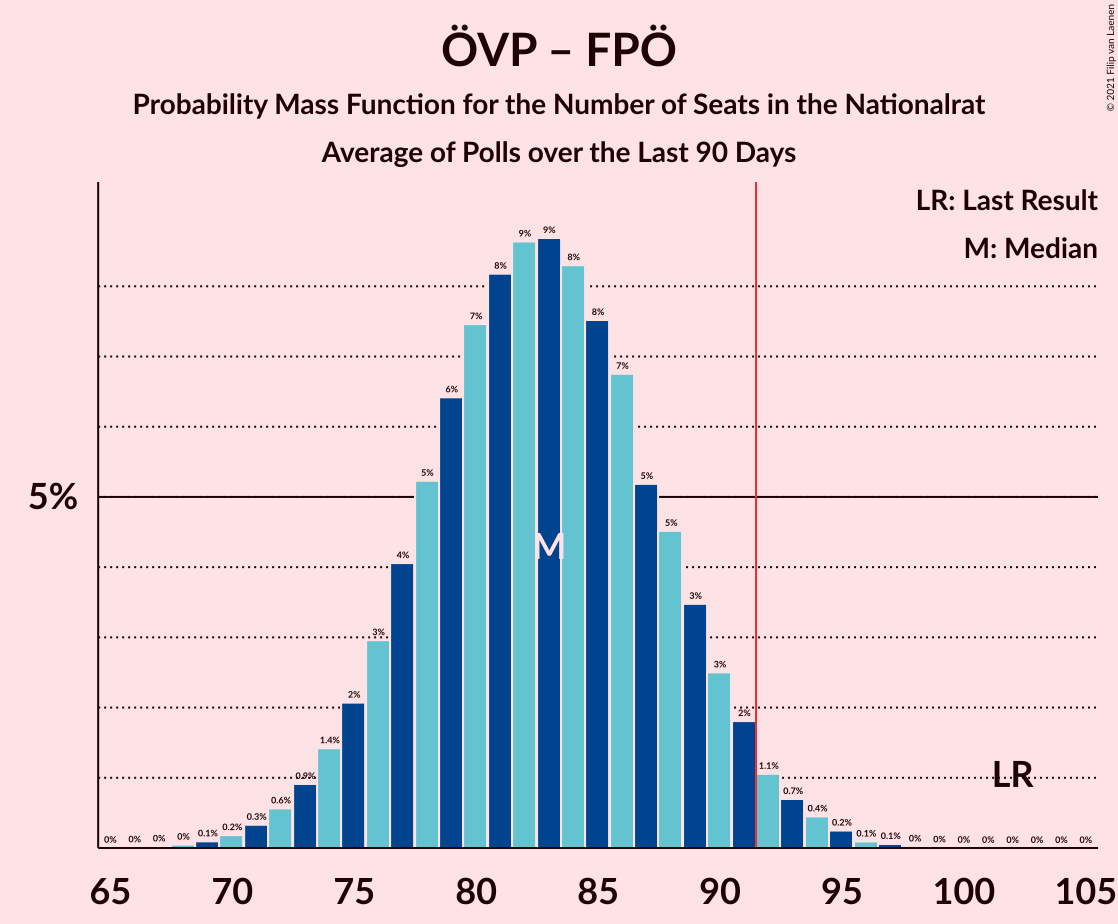 ÖVP – FPÖ
Probability Mass Function for the Number of Seats in the Nationalrat
Average of Polls over the Last 90 Days
© 2021 Filip van Laenen
LR: Last Result
M: Median
5%
0% 0% 0% 0% 0.1% 0.2% 0.3% 0.6% 0.9% 1.4% 2% 3% 4% 5% 6% 7% 8% 9% 9% 8% 8% 7% 5% 5% 3% 3% 2% 1.1% 0.7% 0.4% 0.2% 0.1% 0.1% 0% 0% 0% 0% 0% 0% 0% 0%
M
LR
65 70 75 80 85 90 95 100 105